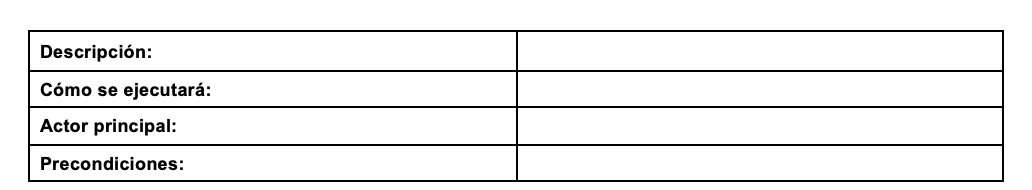 Descripción:
Cómo se ejecutará:
Actor principal:
Precondiciones: